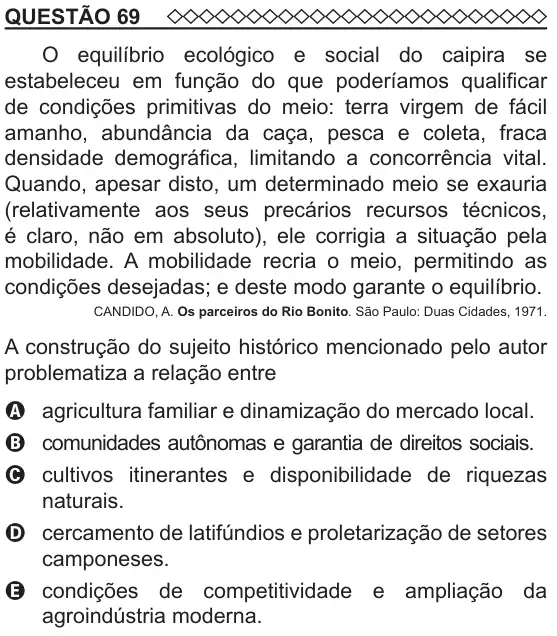 QUESTÃO 69
O equilíbrio ecológico e social do caipira se
estabeleceu em função do que poderíamos qualificar
de condições primitivas do meio: terra virgem de fácil
amanho, abundância da caça, pesca e coleta, fraca
densidade demográfica, limitando a concorrência vital.
Quando, apesar disto, um determinado meio se exauria
(relativamente aos seus precários recursos técnicos,
é claro, não em absoluto), ele corrigia a situação pela
mobilidade. A mobilidade recria o meio, permitindo as
condições desejadas; e deste modo garante o equilíbrio.
CANDIDO, A. Os parceiros do Rio Bonito. São Paulo: Duas Cidades, 1971.
A construção do sujeito histórico mencionado pelo autor
problematiza a relação entre
A agricultura familiar e dinamização do mercado local.
B comunidades autônomas e garantia de direitos sociais.
C cultivos itinerantes e disponibilidade de riquezas
naturais.
D cercamento de latifúndios e proletarização de setores
camponeses.
E condições de competitividade e ampliação da
agroindústria moderna.